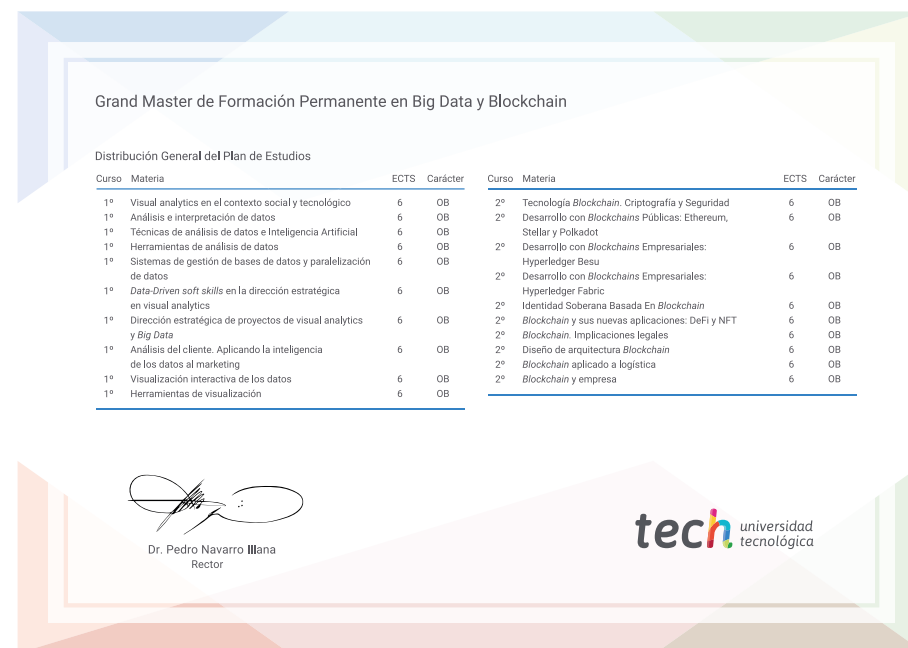 Grand Master de Formación Permanente en Big Data y Blockchain
Distribución General del Plan de Estudios
Curso Materia ECTS Carácter
1º Visual analytics en el contexto social y tecnológico 6 OB
1º Análisis e interpretación de datos 6 OB
1º Técnicas de análisis de datos e Inteligencia Artificial 6 OB
1º Herramientas de análisis de datos 6 OB
1º Sistemas de gestión de bases de datos y paralelización 6 OB
de datos
1º Data-Driven soft skills en la dirección estratégica 6 OB
en visual analytics
1º Dirección estratégica de proyectos de visual analytics 6 OB
y Big Data
1º Análisis del cliente. Aplicando la inteligencia 6 OB
de los datos al marketing
1º Visualización interactiva de los datos 6 OB
1º Herramientas de visualización 6 OB
Curso Materia ECTS Carácter
2º Tecnología Blockchain. Criptografía y Seguridad 6 OB
2º Desarrollo con Blockchains Públicas: Ethereum, 6 OB
Stellar y Polkadot
2º Desarrollo con Blockchains Empresariales: 6 OB
Hyperledger Besu
2º Desarrollo con Blockchains Empresariales: 6 OB
Hyperledger Fabric
2º Identidad Soberana Basada En Blockchain 6 OB
2º Blockchain y sus nuevas aplicaciones: DeFi y NFT 6 OB
2º Blockchain. Implicaciones legales 6 OB
2º Diseño de arquitectura Blockchain 6 OB
2º Blockchain aplicado a logística 6 OB
2º Blockchain y empresa 6 OB
Dr. Pedro Navarro Illana
Rector
tech universidad
tecnológica